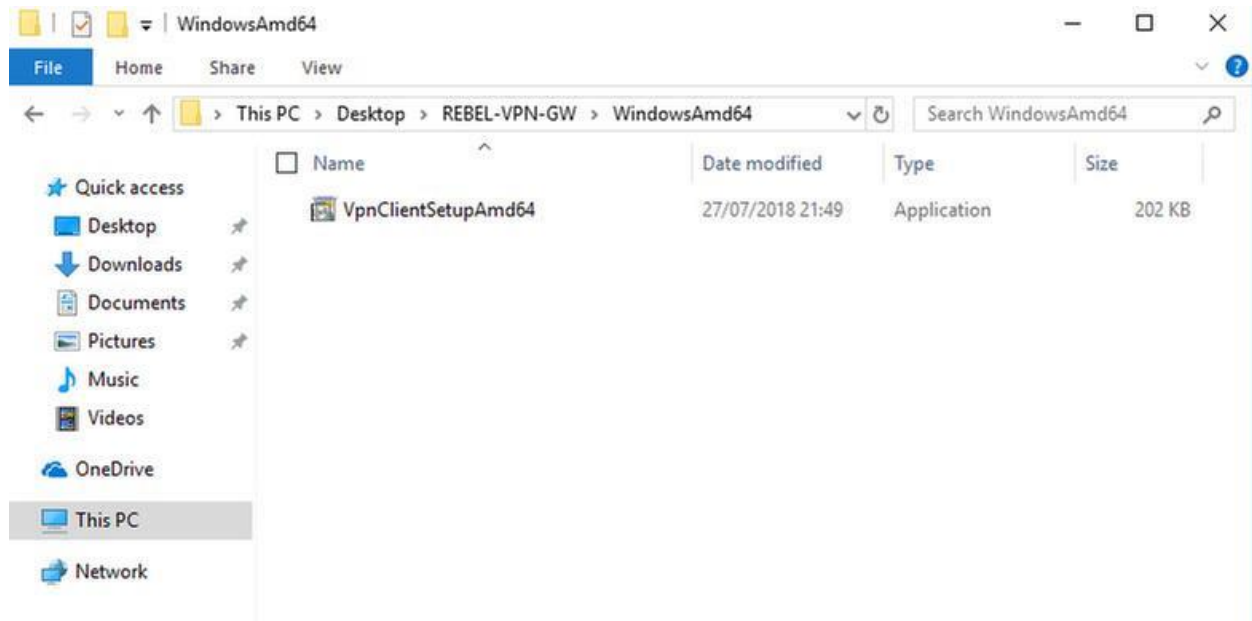 WindowsAmd64
File Home Share View
This PC > Desktop > REBEL-VPN-GW > WindowsAmd64 Search WindowsAmd64
Name Date modified Type Size
VpnClientSetupAmd64 27/07/2018 21:49 Application 202 KB
Quick access
Desktop
Downloads
Documents
Pictures
Music
Videos
OneDrive
This PC
Network